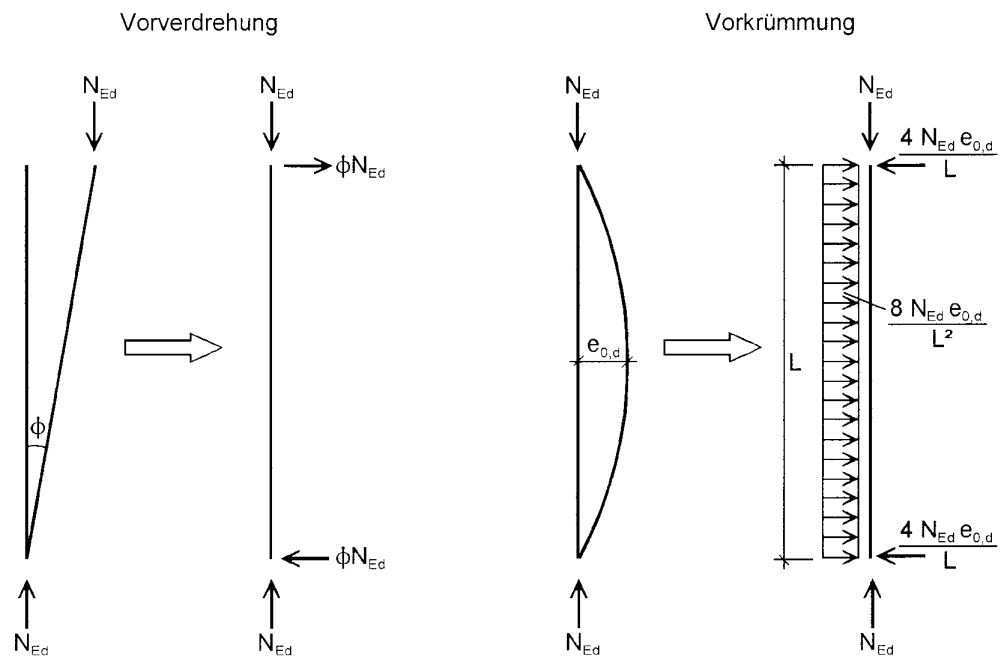 Vorverdrehung
Vorkrümmung
N_Ed
N_Ed
N_Ed
N_Ed
ϕN_Ed
4 N_Ed e_0,d
L
8 N_Ed e_0,d
L²
e_0,d
L
ϕ
4 N_Ed e_0,d
L
ϕN_Ed
N_Ed
N_Ed
N_Ed
N_Ed